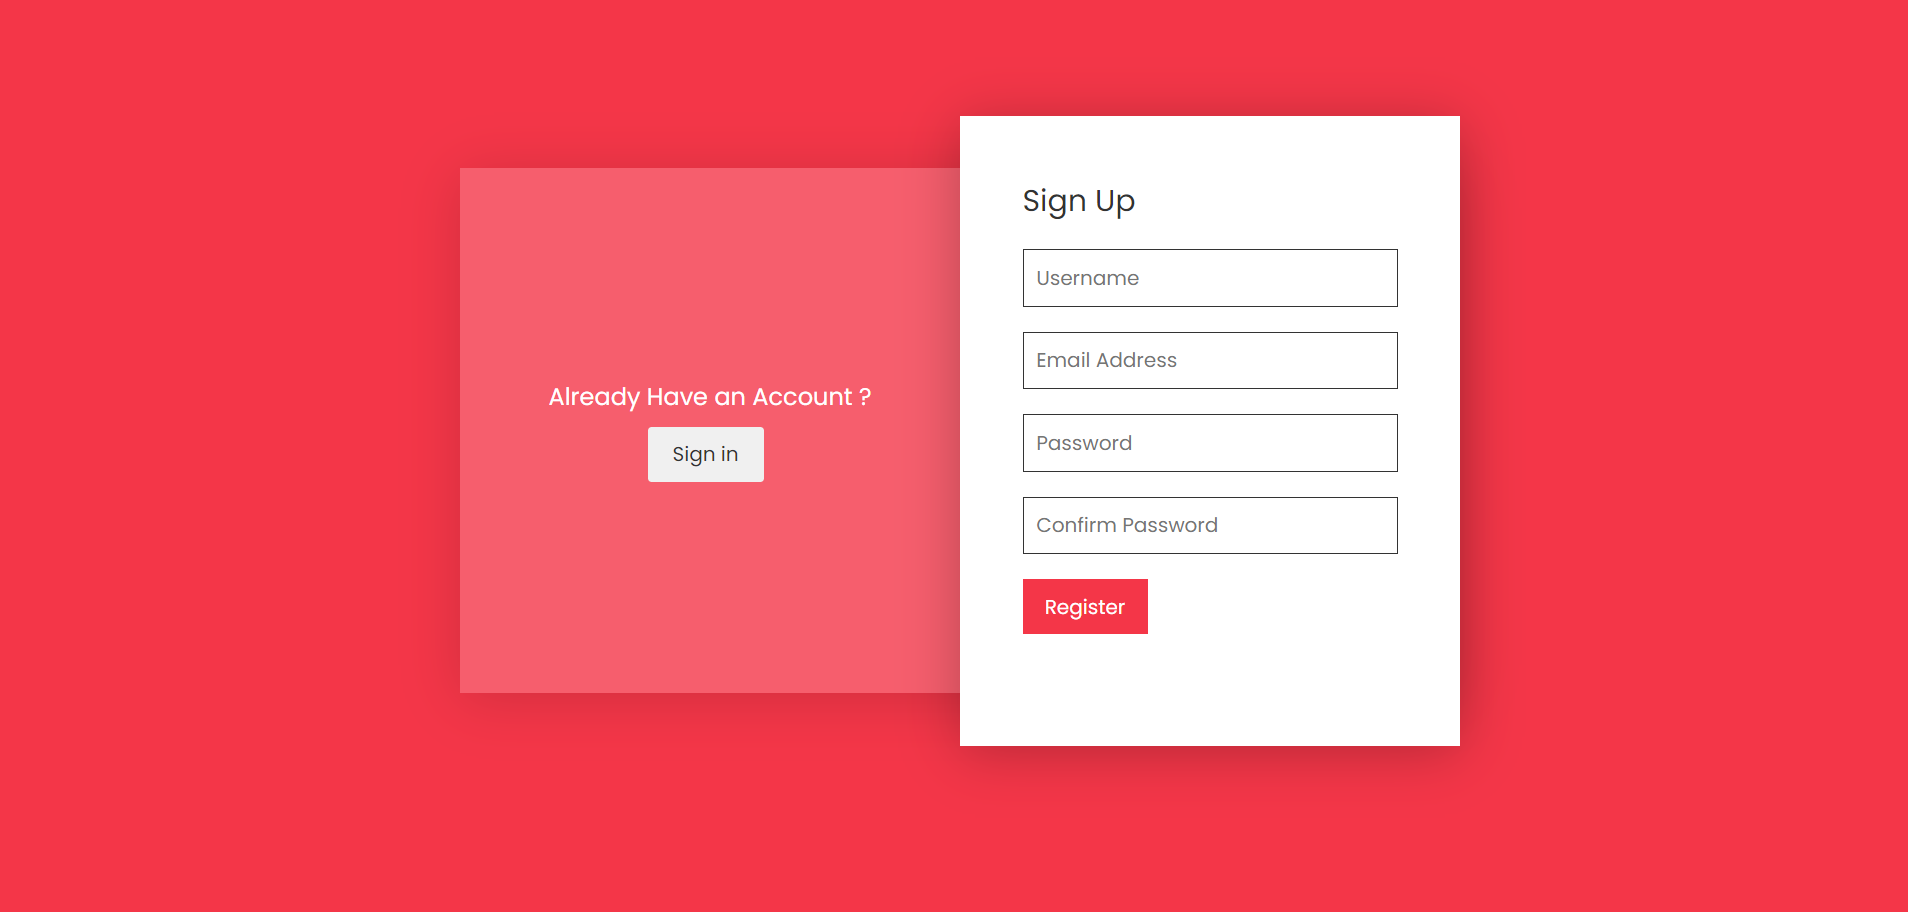 Already Have an Account ?
Sign in
Sign Up
Username
Email Address
Password
Confirm Password
Register